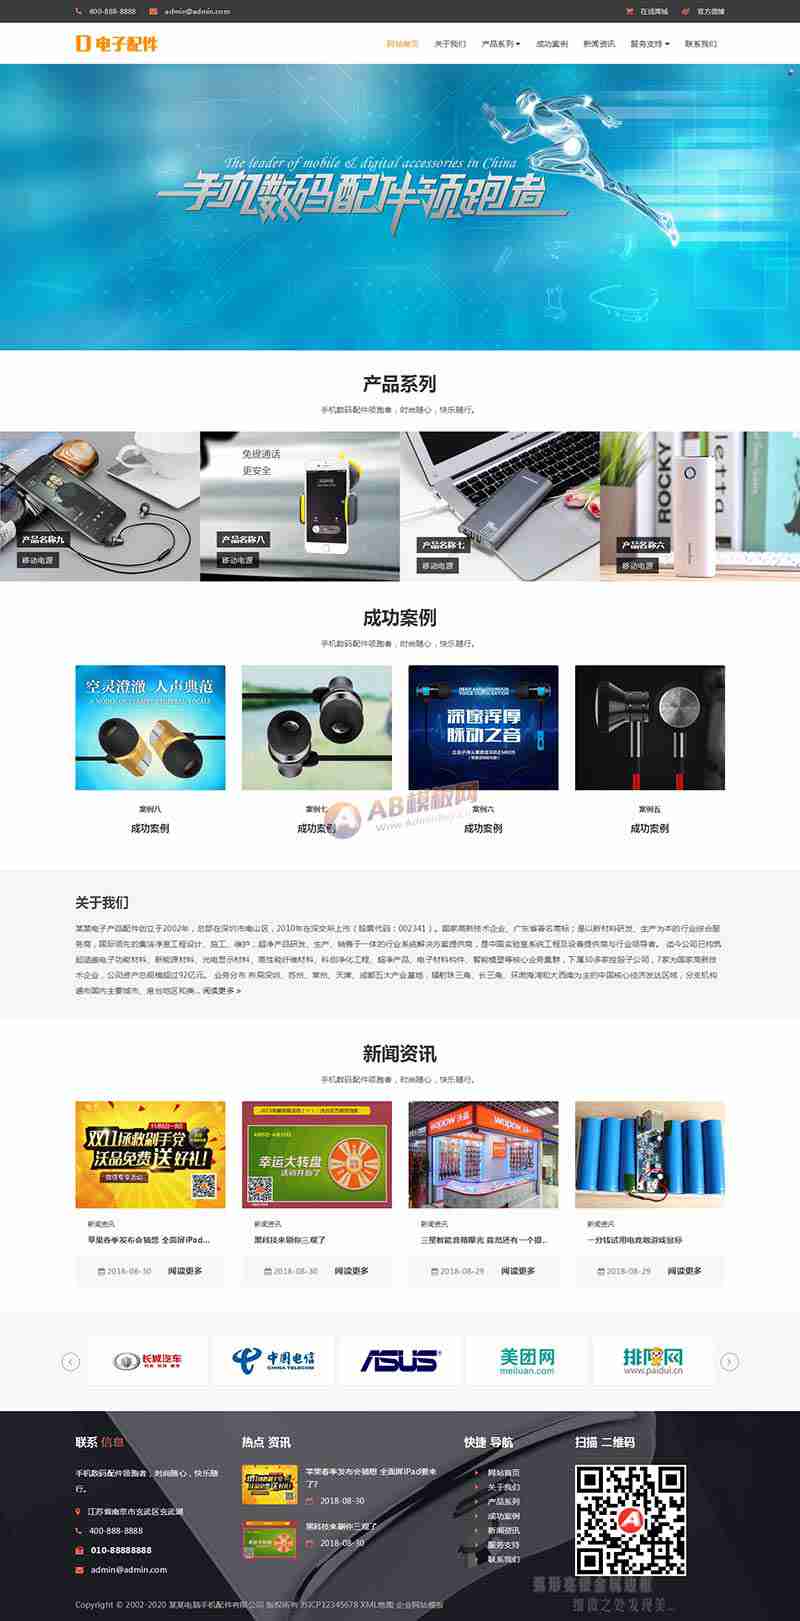 400-888-8888 admin@admin.com 在线商城 官方微博
电子配件
网站首页 关于我们 产品系列 成功案例 新闻资讯 服务支持 联系我们
The leader of mobile & digital accessories in China
手机数码配件领跑者
产品系列
手机数码配件领跑者，时尚随心，快乐随行。
免提通话
更安全
ROCKY
产品名称九 产品名称八 产品名称七 产品名称六
移动电源 移动电源 移动电源 移动电源
成功案例
手机数码配件领跑者，时尚随心，快乐随行。
空灵澄澈 人声典范
深邃浑厚
脉动之音
AB模板网
案例八 案例七 案例六 案例五
成功案例 成功案例 成功案例 成功案例
关于我们
某某电子产品配件创立于2002年，总部在深圳市南山区，2010年在深交所上市（股票代码：002341）。国家高新技术企业、广东省著名商标；是以新材料研发、生产为本的行业综合服
务商，国际领先的集洁净室工程设计、施工、维护，超净产品研发、生产、销售于一体的行业系统解决方案提供商，是中国实验室系统工程及设备提供商与行业领导者。 迄今公司已构筑
超插曲电子功能材料、新能源材料、光电显示材料、高性能纤维材料、科创净化工程、超净产品、电子材料构件、智能模塑等核心业务集群，下属30多家控股子公司，7家为国家高新技
术企业，公司资产总规模超过92亿元。 业务分布 布局深圳、苏州、常州、天津、成都五大产业基地，辐射珠三角、长三角、环渤海湾和大西南为主的中国核心经济发达区域，分支机构
遍布国内主要城市、港台地区和美... 阅读更多 »
新闻资讯
手机数码配件领跑者，时尚随心，快乐随行。
双11拯救剁手党
沃品免费送好礼！
幸运大转盘
活动开始了
wopow 沃品 wopow
新闻资讯 新闻资讯 新闻资讯 新闻资讯
苹果春季发布会猜想 全面屏iPad... 黑科技来刷你三观了 三星智能音箱曝光 竟然还有一个摄... 一分钱试用电竞游戏鼠标
2018-08-30 阅读更多 2018-08-30 阅读更多 2018-08-29 阅读更多 2018-08-29 阅读更多
长城汽车 中国电信 ASUS 美团网 排队网
CHINA TELECOM meituan.com www.paidui.cn
联系 信息 热点 资讯 快捷 导航 扫描 二维码
手机数码配件领跑者，时尚随心，快乐随
行。
江苏省南京市玄武区玄武湖
400-888-8888
010-88888888
admin@admin.com
苹果春季发布会猜想 全面屏iPad要来
了?
2018-08-30
黑科技来刷你三观了
2018-08-30
网站首页
关于我们
产品系列
成功案例
新闻资讯
服务支持
联系我们
细微之处发现美...
Copyright © 2002-2020 某某电脑手机配件有限公司 版权所有 苏ICP12345678 XML地图 企业网站模板